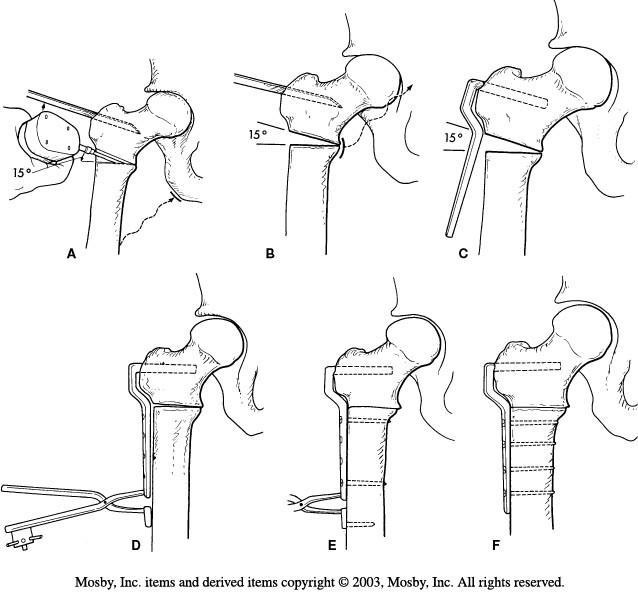 15°
A
15°
B
15°
C
D
E
F
Mosby, Inc. items and derived items copyright © 2003, Mosby, Inc. All rights reserved.